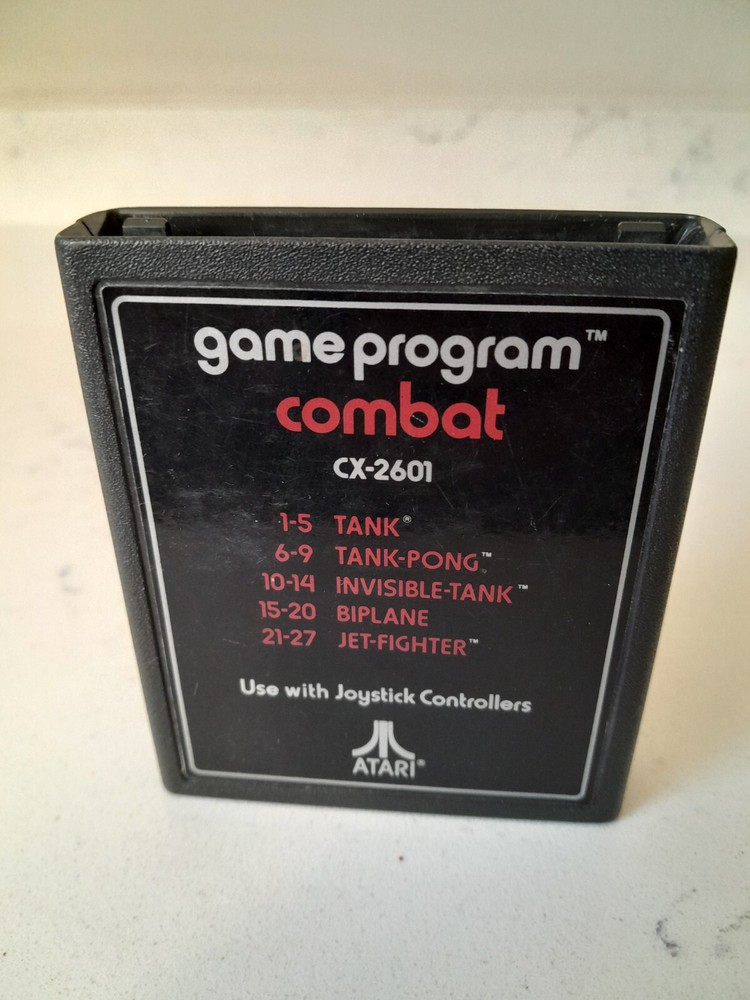 game program™
combat
CX-2601
1-5 TANK®
6-9 TANK-PONG™
10-14 INVISIBLE-TANK™
15-20 BIPLANE
21-27 JET-FIGHTER™
Use with Joystick Controllers
ATARI®